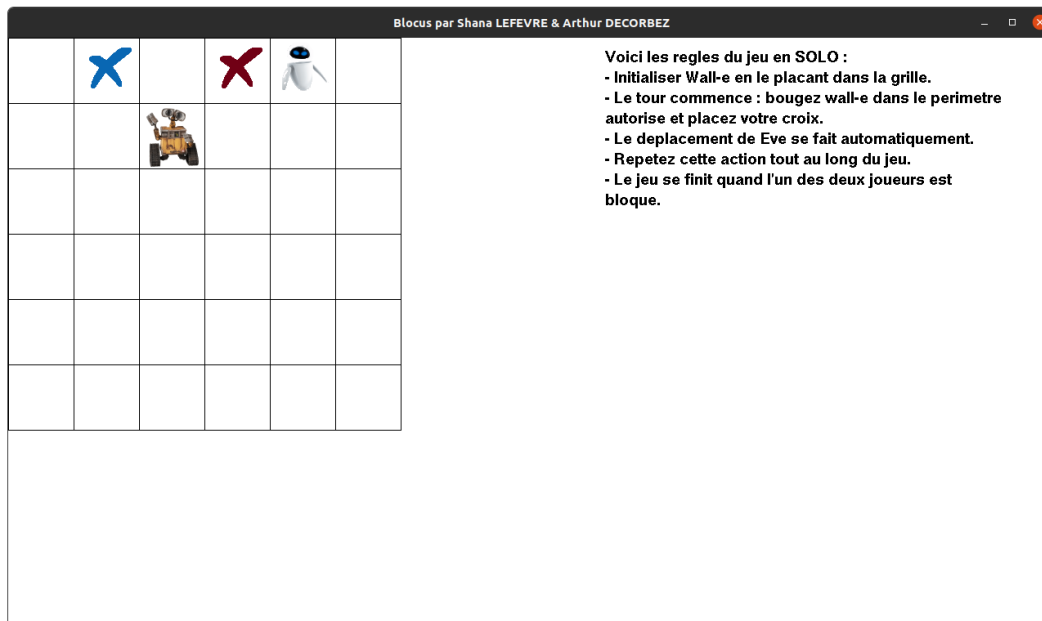 Blocus par Shana LEFEVRE & Arthur DECORBEZ
Voici les regles du jeu en SOLO :
- Initialiser Wall-e en le placant dans la grille.
- Le tour commence : bougez wall-e dans le perimetre
autorise et placez votre croix.
- Le deplacement de Eve se fait automatiquement.
- Repetez cette action tout au long du jeu.
- Le jeu se finit quand l'un des deux joueurs est
bloque.